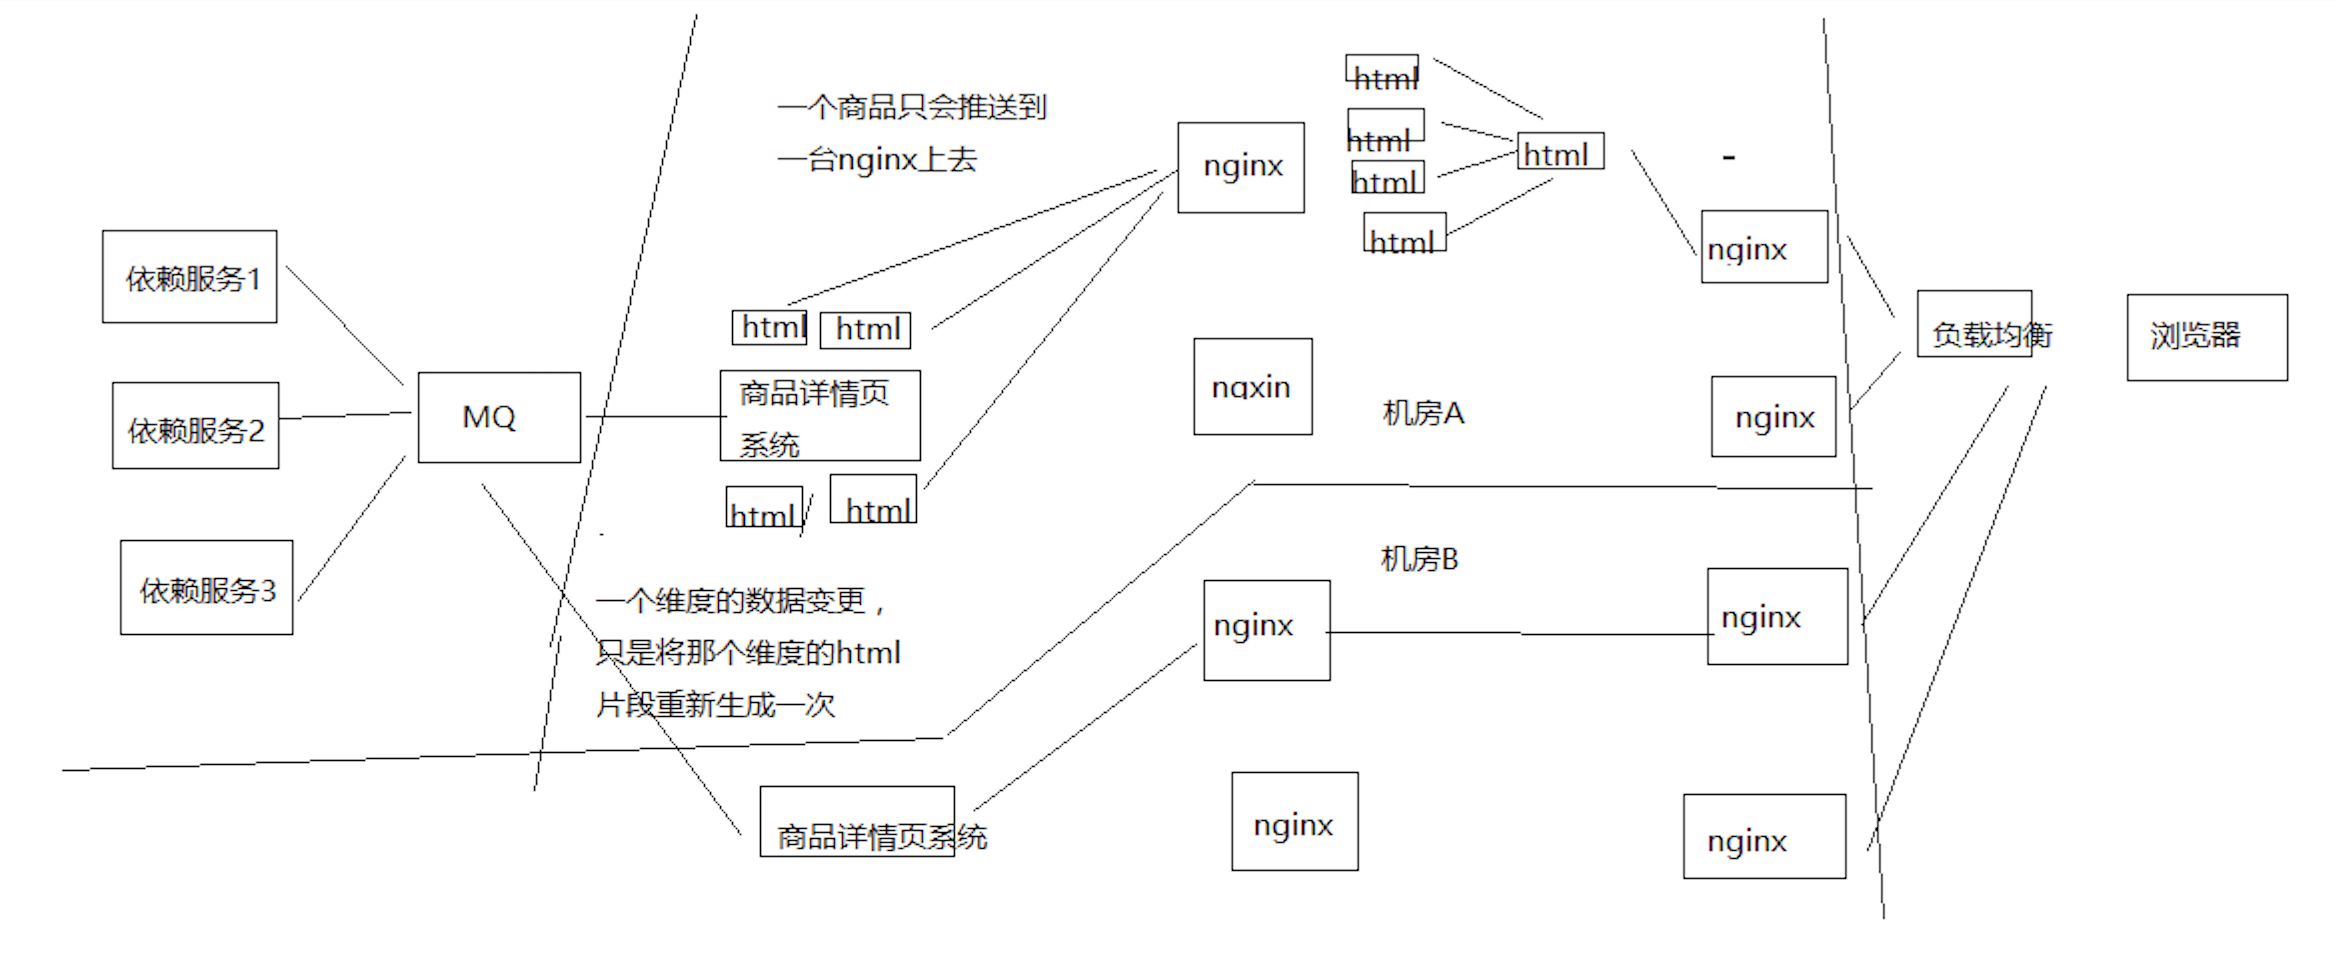 依赖服务1
依赖服务2
依赖服务3
MQ
一个商品只会推送到
一台nginx上去
html
html
商品详情页
系统
html
html
一个维度的数据变更，
只是将那个维度的html
片段重新生成一次
商品详情页系统
nginx
nqxin
机房A
机房B
nginx
nginx
html
html
html
html
html
nginx
nginx
nginx
nginx
负载均衡
浏览器